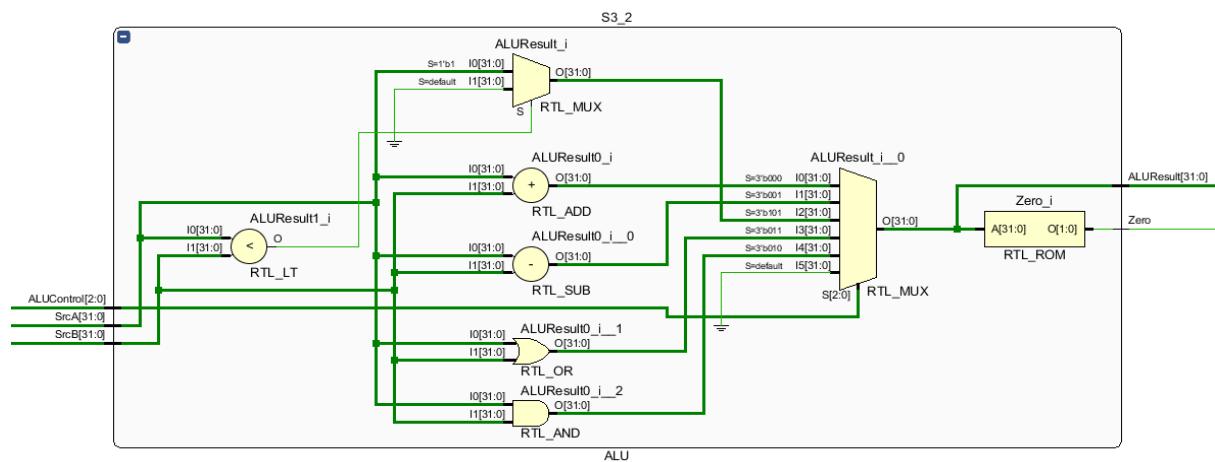 S3_2
ALUResult_i
S=1'b1 I0[31:0]
O[31:0]
S=default I1[31:0]
S
RTL_MUX
ALUResult0_i
I0[31:0]
O[31:0]
I1[31:0]
+
RTL_ADD
ALUResult1_i
I0[31:0]
O
I1[31:0]
<
RTL_LT
ALUResult0_i__0
I0[31:0]
O[31:0]
I1[31:0]
-
RTL_SUB
ALUResult_i__0
S=3'b000 I0[31:0]
S=3'b001 I1[31:0]
S=3'b101 I2[31:0]
S=3'b011 I3[31:0]
S=3'b010 I4[31:0]
S=default I5[31:0]
O[31:0]
S[2:0]
RTL_MUX
ALUResult[31:0]
Zero_i
A[31:0] O[1:0]
RTL_ROM
Zero
ALUControl[2:0]
SrcA[31:0]
SrcB[31:0]
ALUResult0_i__1
I0[31:0]
O[31:0]
I1[31:0]
RTL_OR
ALUResult0_i__2
I0[31:0]
O[31:0]
I1[31:0]
RTL_AND
ALU